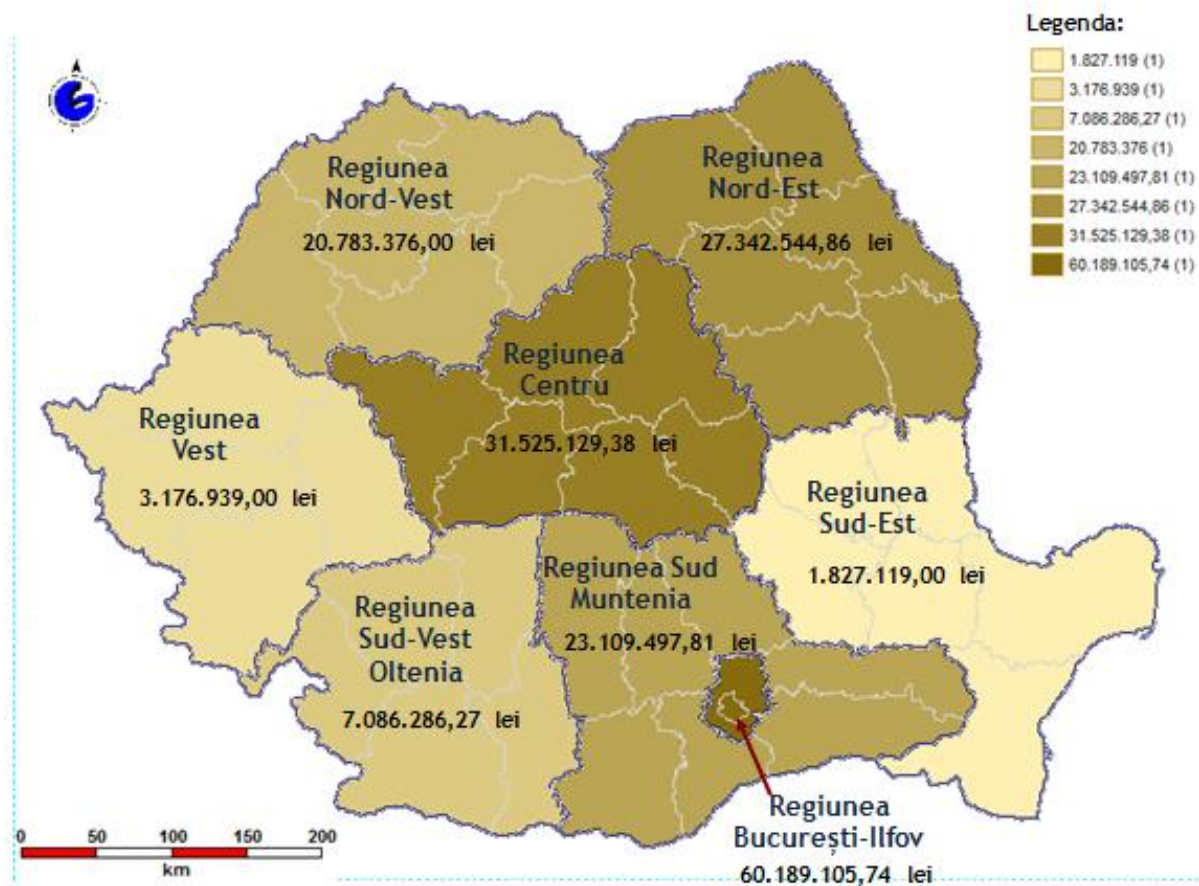 Legenda:
1.827.119 (1)
3.176.939 (1)
7.086.286,27 (1)
20.783.376 (1)
23.109.497,81 (1)
27.342.544,86 (1)
31.525.129,38 (1)
60.189.105,74 (1)
Regiunea
Nord-Vest
20.783.376,00 lei
Regiunea
Nord-Est
27.342.544,86 lei
Regiunea
Centru
31.525.129,38 lei
Regiunea
Vest
3.176.939,00 lei
Regiunea
Sud-Est
1.827.119,00 lei
Regiunea Sud
Muntenia
23.109.497,81 lei
Regiunea
Sud-Vest
Oltenia
7.086.286,27 lei
Regiunea
București-Ilfov
60.189.105,74 lei
0 50 100 150 200
km